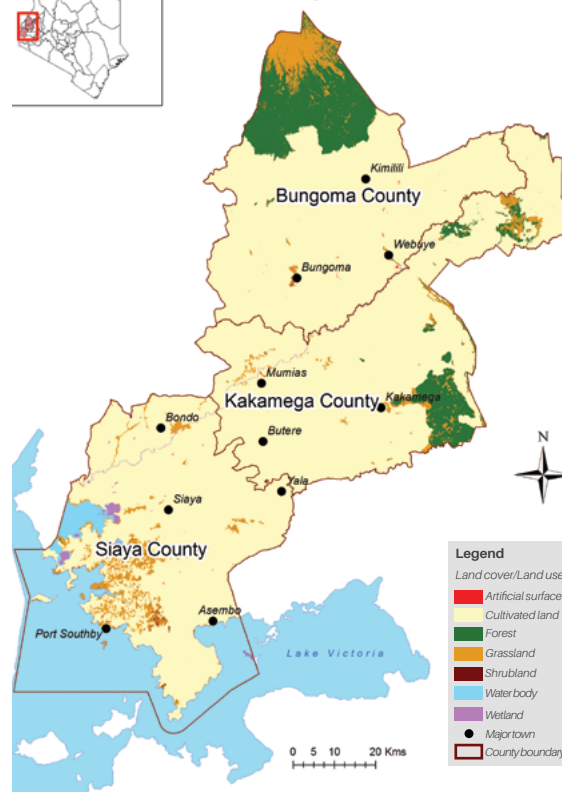 Kimilili
Bungoma County
Webuye
Bungoma
Mumias
Kakamega
Kakamega County
Bondo
Butere
Yala
Siaya
N
Siaya County
Asembo
Port Southby
Lake Victoria
0 5 10 20 Kms
Legend
Land cover/Land use
Artificial surface
Cultivated land
Forest
Grassland
Shrubland
Water body
Wetland
Major town
County boundary